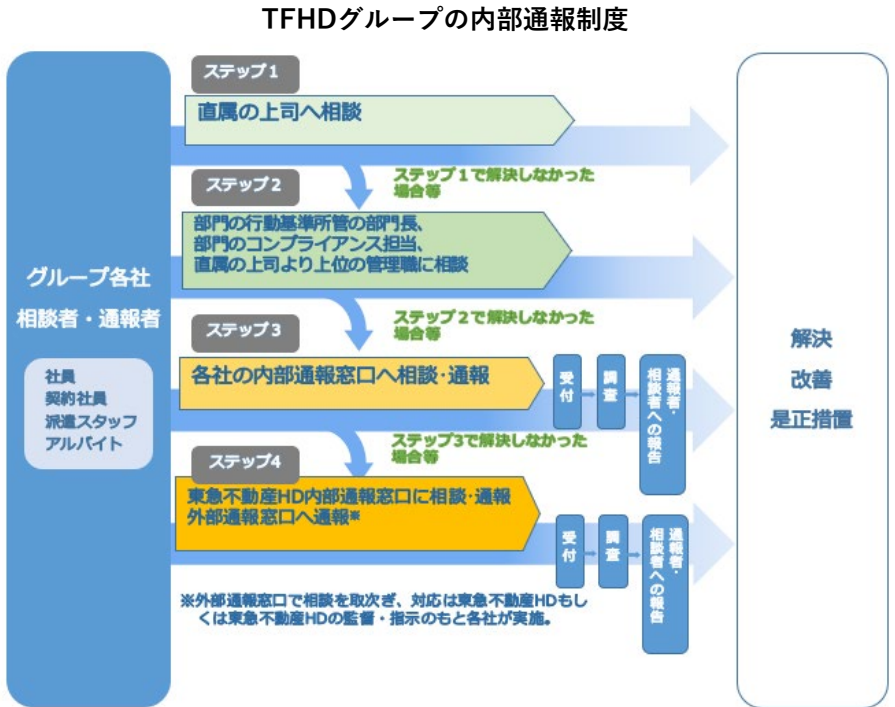 TFHDグループの内部通報制度
グループ各社
相談者・通報者
社員
契約社員
派遣スタッフ
アルバイト
ステップ1
直属の上司へ相談
ステップ1で解決しなかった
場合等
ステップ2
部門の行動基準所管の部門長、
部門のコンプライアンス担当、
直属の上司より上位の管理職に相談
ステップ2で解決しなかった
場合等
ステップ3
各社の内部通報窓口へ相談・通報
受付
調査
通報者・
相談者への報告
ステップ3で解決しなかった
場合等
ステップ4
東急不動産HD内部通報窓口に相談・通報
外部通報窓口へ通報※
受付
調査
通報者・
相談者への報告
※外部通報窓口で相談を取次ぎ、対応は東急不動産HDもし
くは東急不動産HDの監督・指示のもと各社が実施。
解決
改善
是正措置